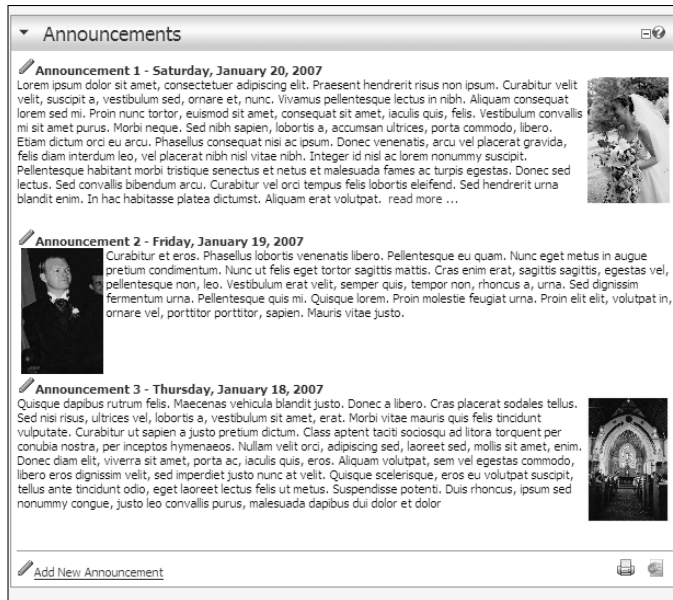 Announcements
Announcement 1 - Saturday, January 20, 2007
Lorem ipsum dolor sit amet, consectetuer adipiscing elit. Praesent hendrerit risus non ipsum. Curabitur velit
velit, suscipit a, vestibulum sed, ornare et, nunc. Vivamus pellentesque lectus in nibh. Aliquam consequat
lorem sed mi. Proin nunc tortor, euismod sit amet, consequat sit amet, iaculis quis, felis. Vestibulum convallis
mi sit amet purus. Morbi neque. Sed nibh sapien, lobortis a, accumsan ultrices, porta commodo, libero.
Etiam dictum orci eu arcu. Phasellus consequat nisi ac ipsum. Donec venenatis, arcu vel placerat gravida,
felis diam interdum leo, vel placerat nibh nisl vitae nibh. Integer id nisl ac lorem nonummy suscipit.
Pellentesque habitant morbi tristique senectus et netus et malesuada fames ac turpis egestas. Donec sed
lectus. Sed convallis bibendum arcu. Curabitur vel orci tempus felis lobortis eleifend. Sed hendrerit urna
blandit enim. In hac habitasse platea dictumst. Aliquam erat volutpat. read more ...
Announcement 2 - Friday, January 19, 2007
Curabitur et eros. Phasellus lobortis venenatis libero. Pellentesque eu quam. Nunc eget metus in augue
pretium condimentum. Nunc ut felis eget tortor sagittis mattis. Cras enim erat, sagittis sagittis, egestas vel,
pellentesque non, leo. Vestibulum erat velit, semper quis, tempor non, rhoncus a, urna. Sed dignissim
fermentum urna. Pellentesque quis mi. Quisque lorem. Proin molestie feugiat urna. Proin elit elit, volutpat in,
ornare vel, porttitor porttitor, sapien. Mauris vitae justo.
Announcement 3 - Thursday, January 18, 2007
Quisque dapibus rutrum felis. Maecenas vehicula blandit justo. Donec a libero. Cras placerat sodales tellus.
Sed nisi risus, ultrices vel, lobortis a, vestibulum sit amet, erat. Morbi vitae mauris quis felis tincidunt
vulputate. Curabitur ut sapien a justo pretium dictum. Class aptent taciti sociosqu ad litora torquent per
conubia nostra, per inceptos hymenaeos. Nullam velit orci, adipiscing sed, laoreet sed, mollis sit amet, enim.
Donec diam elit, viverra sit amet, porta ac, iaculis quis, eros. Aliquam volutpat, sem vel egestas commodo,
libero eros dignissim velit, sed imperdiet justo nunc at velit. Quisque scelerisque, eros eu volutpat suscipit,
tellus ante tincidunt odio, eget laoreet lectus felis ut metus. Suspendisse potenti. Duis rhoncus, ipsum sed
nonummy congue, justo leo convallis purus, malesuada dapibus dui dolor et dolor
Add New Announcement